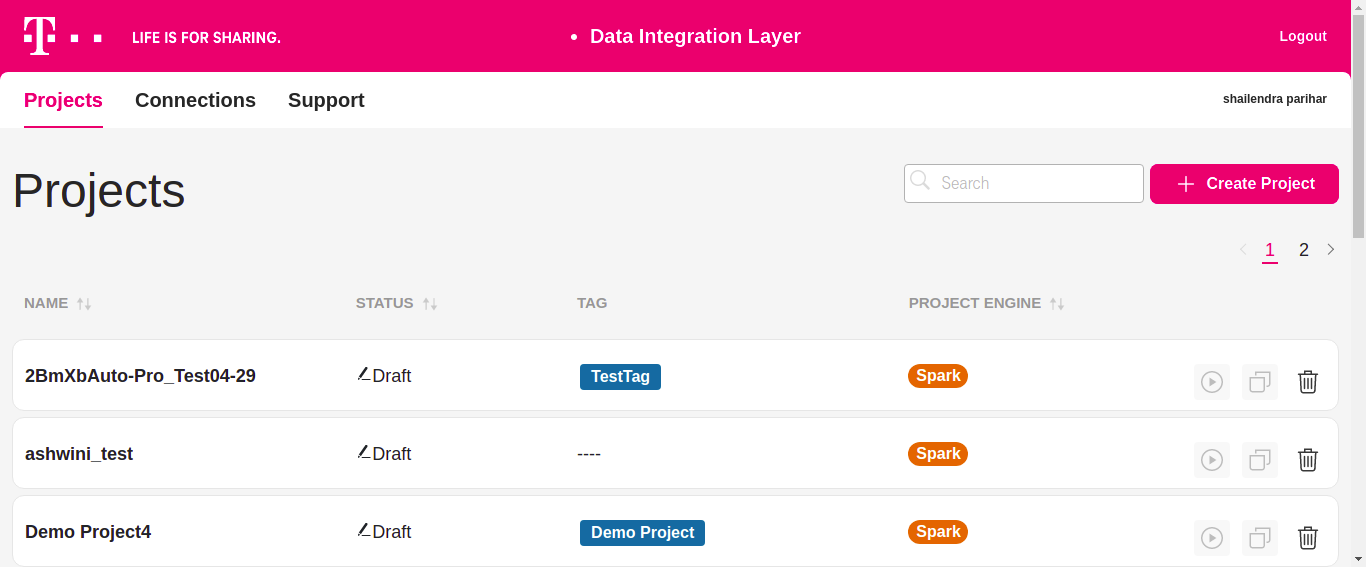 T
LIFE IS FOR SHARING.
• Data Integration Layer
Logout
Projects
Connections
Support
shailendra parihar
Projects
Search
Create Project
1
2
NAME
STATUS
TAG
PROJECT ENGINE
2BmXbAuto-Pro_Test04-29
Draft
TestTag
Spark
ashwini_test
Draft
----
Spark
Demo Project4
Draft
Demo Project
Spark